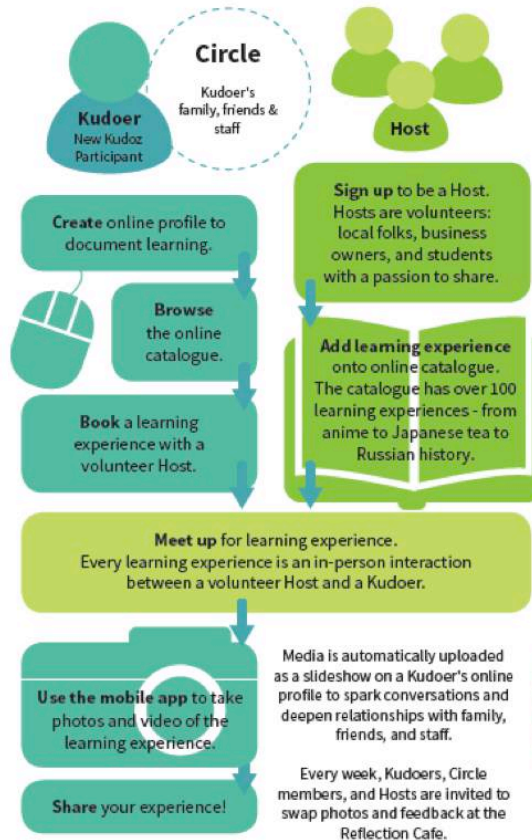 Circle
Kudoer's
family, friends &
staff
Kudoer
New Kudoz
Participant
Host
Create online profile to
document learning.
Browse
the online
catalogue.
Book a learning
experience with a
volunteer Host.
Sign up to be a Host.
Hosts are volunteers:
local folks, business
owners, and students
with a passion to share.
Add learning experience
onto online catalogue.
The catalogue has over 100
learning experiences - from
anime to Japanese tea to
Russian history.
Meet up for learning experience.
Every learning experience is an in-person interaction
between a volunteer Host and a Kudoer.
Use the mobile app to take
photos and video of the
learning experience.
Share your experience!
Media is automatically uploaded
as a slideshow on a Kudoer's online
profile to spark conversations and
deepen relationships with family,
friends, and staff.
Every week, Kudoers, Circle
members, and Hosts are invited to
swap photos and feedback at the
Reflection Cafe.